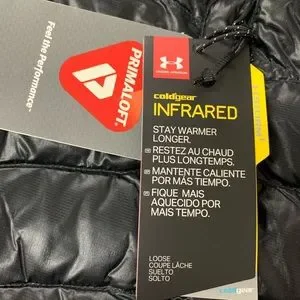 Feel the Performance.
PRIMALOFT
UNDER ARMOUR
coldgear
INFRARED
STAY WARMER
LONGER.
RESTEZ AU CHAUD
PLUS LONGTEMPS.
MANTENTE CALIENTE
POR MÁS TIEMPO.
FIQUE MAIS
AQUECIDO POR
MAIS TEMPO.
LOOSE
COUPE LÂCHE
SUELTO
SOLTO
coldgear